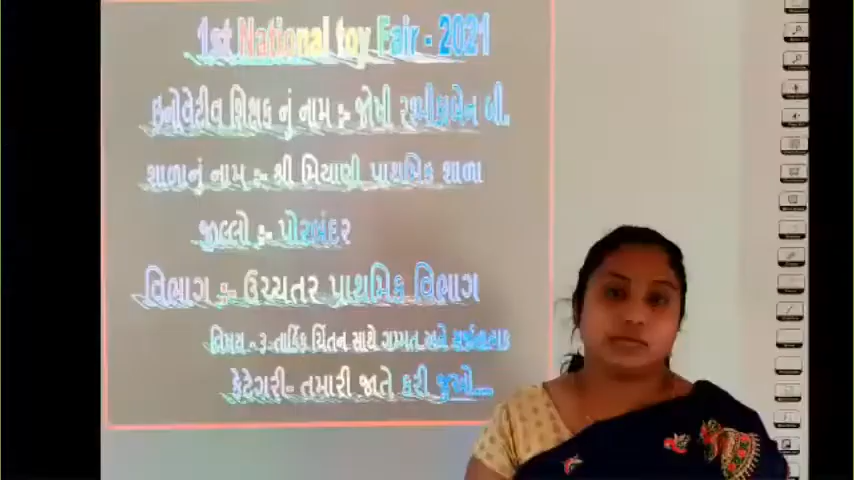 1st National toy Fair - 2021
ઇનોવેટીવ શિક્ષક નું નામ :- જોષી રશ્મીકાબેન બી.
શાળાનું નામ :- શ્રી મિયાણી પ્રાથમિક શાળા
જીલ્લો :- પોરબંદર
વિભાગ :- ઉચ્ચતર પ્રાથમિક વિભાગ
વિષય - ૩ તાર્કિક ચિંતન સાથે ગમ્મત અને
કેટેગરી- તમારી જાતે કરી જુઓ....